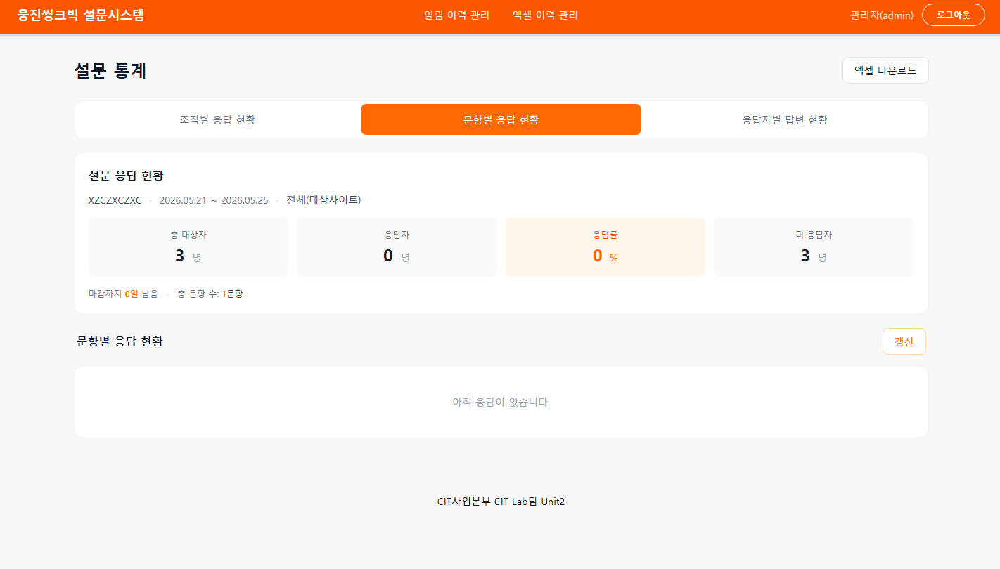 웅진씽크빅 설문시스템 알림 이력 관리 엑셀 이력 관리 관리자(admin) 로그아웃
설문 통계 엑셀 다운로드
조직별 응답 현황 문항별 응답 현황 응답자별 답변 현황
설문 응답 현황
XZCZXCZXC · 2026.05.21 ~ 2026.05.25 · 전체(대상사이트)
총 대상자 응답자 응답률 미 응답자
3 명 0 명 0 % 3 명
마감까지 0일 남음 · 총 문항 수: 1문항
문항별 응답 현황 갱신
아직 응답이 없습니다.
CIT사업본부 CIT Lab팀 Unit2